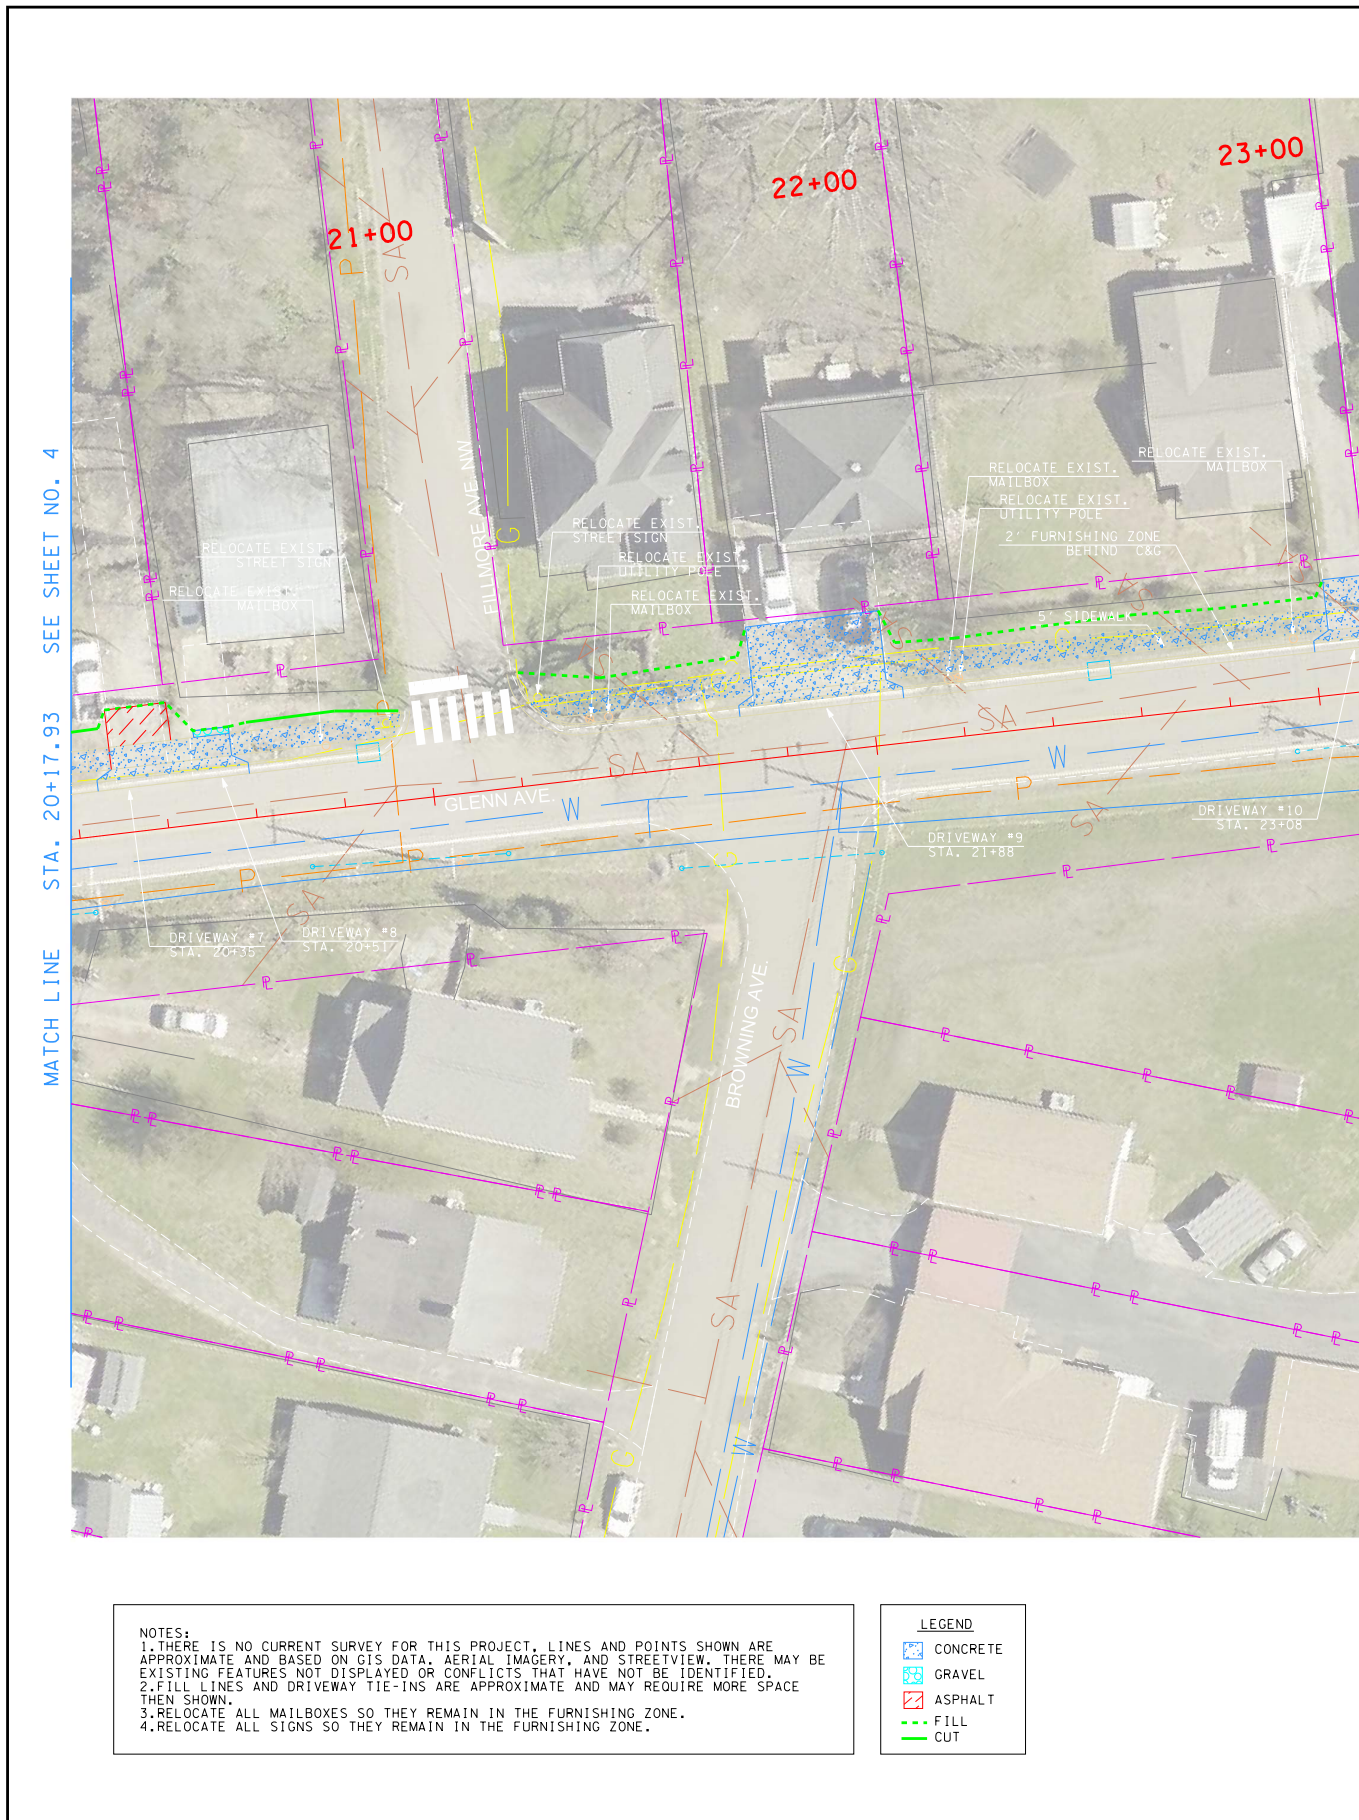 23+00
22+00
21+00
SEE SHEET NO. 4
STA. 20+17.93
MATCH LINE
FILLMORE AVE NW
RELOCATE EXIST.
MAILBOX
RELOCATE EXIST.
MAILBOX
RELOCATE EXIST.
UTILITY POLE
2' FURNISHING ZONE
BEHIND C&G
5' SIDEWALK
RELOCATE EXIST.
STREET SIGN
RELOCATE EXIST.
UTILITY POLE
RELOCATE EXIST.
MAILBOX
RELOCATE EXIST.
STREET SIGN
RELOCATE EXIST.
MAILBOX
GLENN AVE.
DRIVEWAY #10
STA. 23+08
DRIVEWAY #9
STA. 21+88
DRIVEWAY #7
STA. 20+35
DRIVEWAY #8
STA. 20+51
BROWNING AVE.
SA
SA
SA
SA
SA
SA
SA
P
P
P
P
W
W
W
W
G
G
G
NOTES:
1.THERE IS NO CURRENT SURVEY FOR THIS PROJECT, LINES AND POINTS SHOWN ARE
APPROXIMATE AND BASED ON GIS DATA, AERIAL IMAGERY, AND STREETVIEW. THERE MAY BE
EXISTING FEATURES NOT DISPLAYED OR CONFLICTS THAT HAVE NOT BE IDENTIFIED.
2.FILL LINES AND DRIVEWAY TIE-INS ARE APPROXIMATE AND MAY REQUIRE MORE SPACE
THEN SHOWN.
3.RELOCATE ALL MAILBOXES SO THEY REMAIN IN THE FURNISHING ZONE.
4.RELOCATE ALL SIGNS SO THEY REMAIN IN THE FURNISHING ZONE.
LEGEND
CONCRETE
GRAVEL
ASPHALT
FILL
CUT